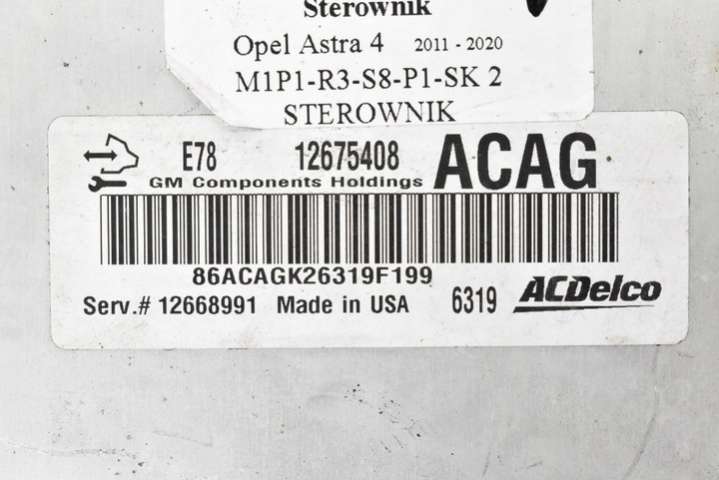 Sterownik
Opel Astra 4 2011 - 2020
M1P1-R3-S8-P1-SK 2
STEROWNIK
E78 12675408 ACAG
GM Components Holdings
86ACAGK26319F199
Serv.# 12668991 Made in USA 6319 ACDelco